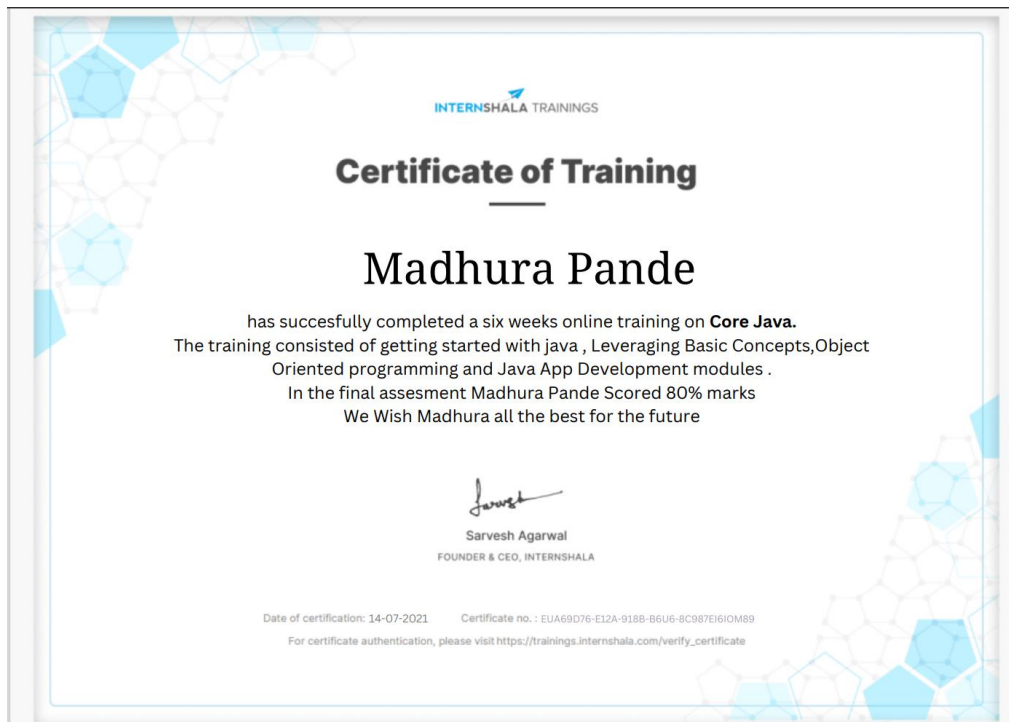 INTERNSHALA TRAININGS
Certificate of Training
Madhura Pande
has succesfully completed a six weeks online training on Core Java.
The training consisted of getting started with java , Leveraging Basic Concepts,Object
Oriented programming and Java App Development modules .
In the final assesment Madhura Pande Scored 80% marks
We Wish Madhura all the best for the future
Sarvesh Agarwal
FOUNDER & CEO, INTERNSHALA
Date of certification: 14-07-2021 Certificate no. : EUA69D76-E12A-918B-B6U6-8C987EI6IOM89
For certificate authentication, please visit https://trainings.internshala.com/verify_certificate